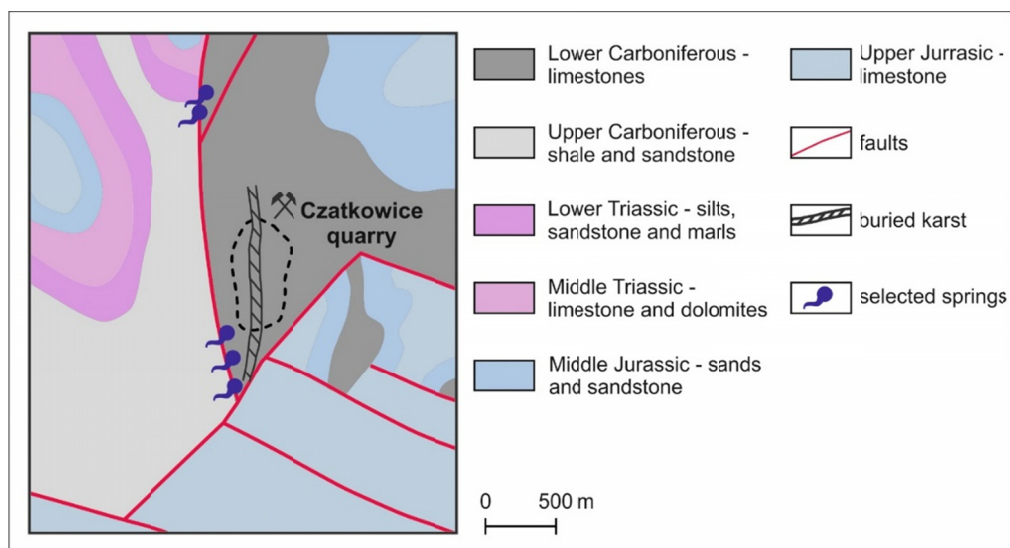 Czatkowice
quarry
Lower Carboniferous -
limestones
Upper Carboniferous -
shale and sandstone
Lower Triassic - silts,
sandstone and marls
Middle Triassic -
limestone and dolomites
Middle Jurassic - sands
and sandstone
Upper Jurrasic -
limestone
faults
buried karst
selected springs
0 500 m